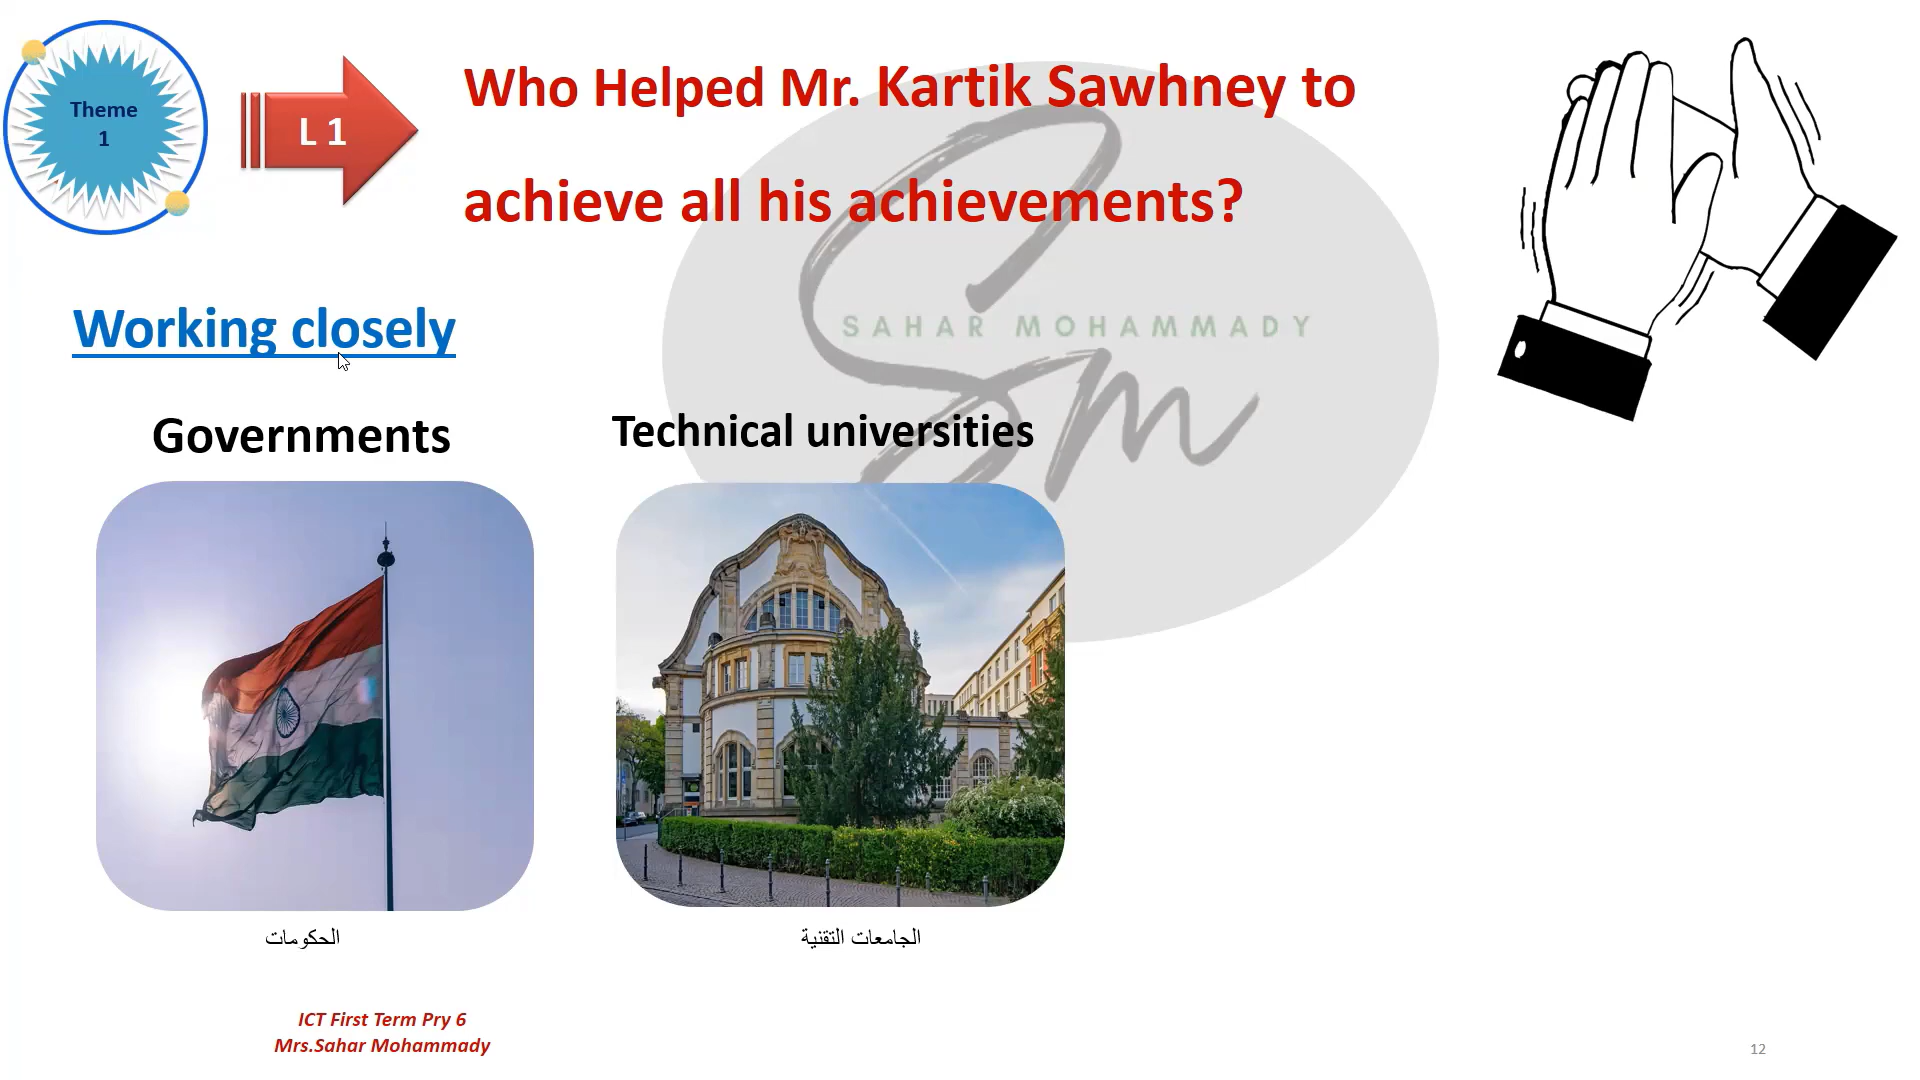 Theme
1
L 1
Who Helped Mr. Kartik Sawhney to
achieve all his achievements?
SAHAR MOHAMMADY
Sm
Working closely
Governments
Technical universities
الحكومات
الجامعات التقنية
ICT First Term Pry 6
Mrs.Sahar Mohammady
12